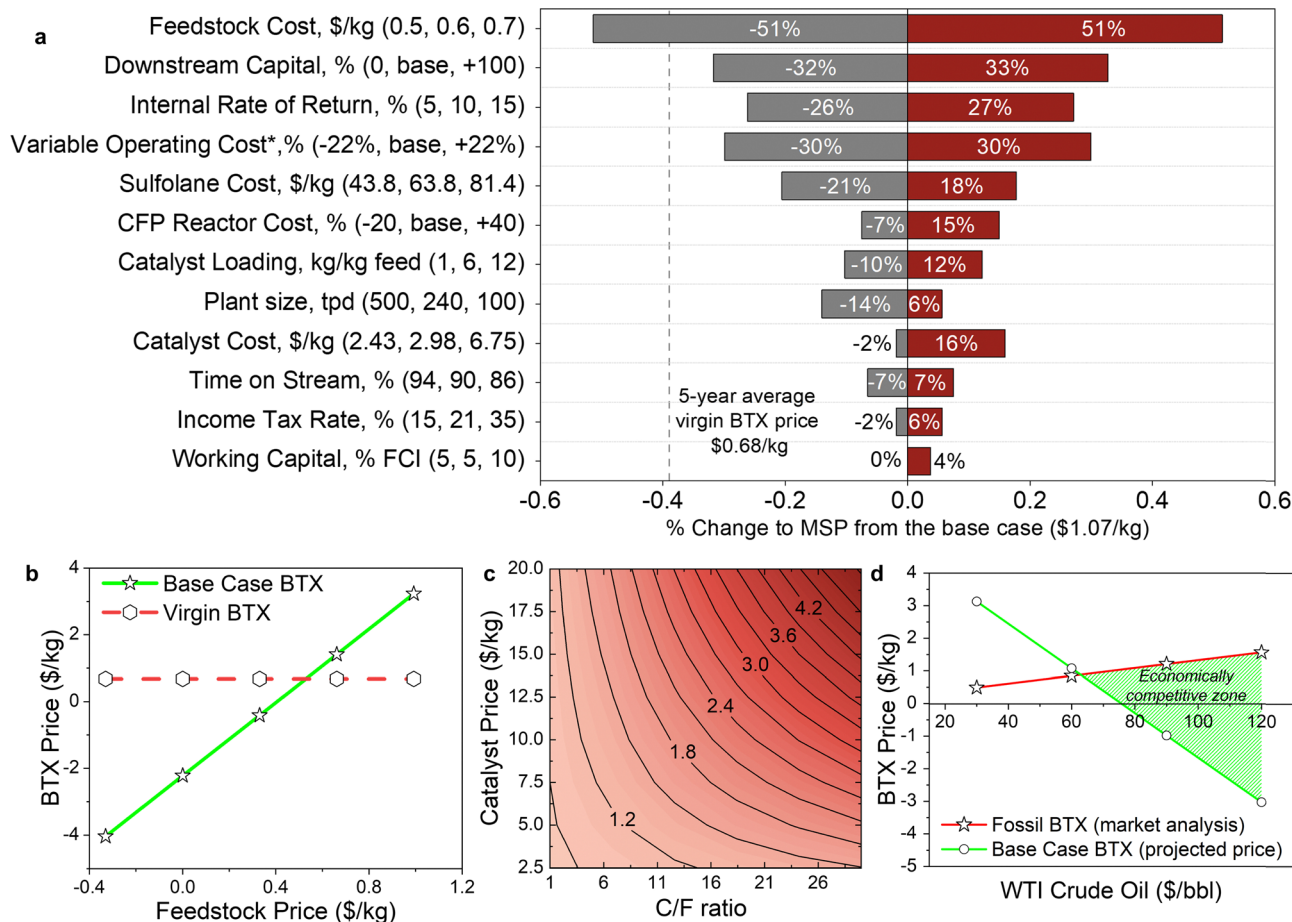 a
Feedstock Cost, $/kg (0.5, 0.6, 0.7)
-51%
51%
Downstream Capital, % (0, base, +100)
-32%
33%
Internal Rate of Return, % (5, 10, 15)
-26%
27%
Variable Operating Cost*,% (-22%, base, +22%)
-30%
30%
Sulfolane Cost, $/kg (43.8, 63.8, 81.4)
-21%
18%
CFP Reactor Cost, % (-20, base, +40)
-7%
15%
Catalyst Loading, kg/kg feed (1, 6, 12)
-10%
12%
Plant size, tpd (500, 240, 100)
-14%
6%
Catalyst Cost, $/kg (2.43, 2.98, 6.75)
-2%
16%
Time on Stream, % (94, 90, 86)
-7%
7%
Income Tax Rate, % (15, 21, 35)
-2%
6%
Working Capital, % FCI (5, 5, 10)
0%
4%
5-year average
virgin BTX price
$0.68/kg
-0.6 -0.4 -0.2 0.0 0.2 0.4 0.6
% Change to MSP from the base case ($1.07/kg)
b
Base Case BTX
Virgin BTX
BTX Price ($/kg)
4
2
0
-2
-4
-0.4 0.0 0.4 0.8 1.2
Feedstock Price ($/kg)
c
Catalyst Price ($/kg)
20.0
17.5
15.0
12.5
10.0
7.5
5.0
2.5
4.2
3.6
3.0
2.4
1.8
1.2
1 6 11 16 21 26
C/F ratio
d
BTX Price ($/kg)
4
3
2
1
0
-1
-2
-3
-4
-5
Economically
competitive zone
20 40 60 80 100 120
Fossil BTX (market analysis)
Base Case BTX (projected price)
WTI Crude Oil ($/bbl)